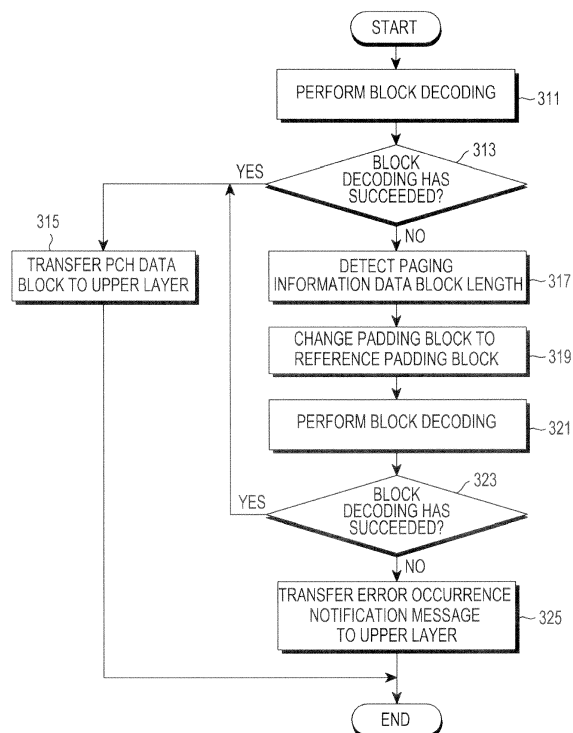 START
PERFORM BLOCK DECODING
311
313
BLOCK
DECODING HAS
SUCCEEDED?
YES
NO
315
TRANSFER PCH DATA
BLOCK TO UPPER LAYER
DETECT PAGING
INFORMATION DATA BLOCK LENGTH
317
CHANGE PADDING BLOCK TO
REFERENCE PADDING BLOCK
319
PERFORM BLOCK DECODING
321
323
BLOCK
DECODING HAS
SUCCEEDED?
YES
NO
TRANSFER ERROR OCCURRENCE
NOTIFICATION MESSAGE
TO UPPER LAYER
325
END